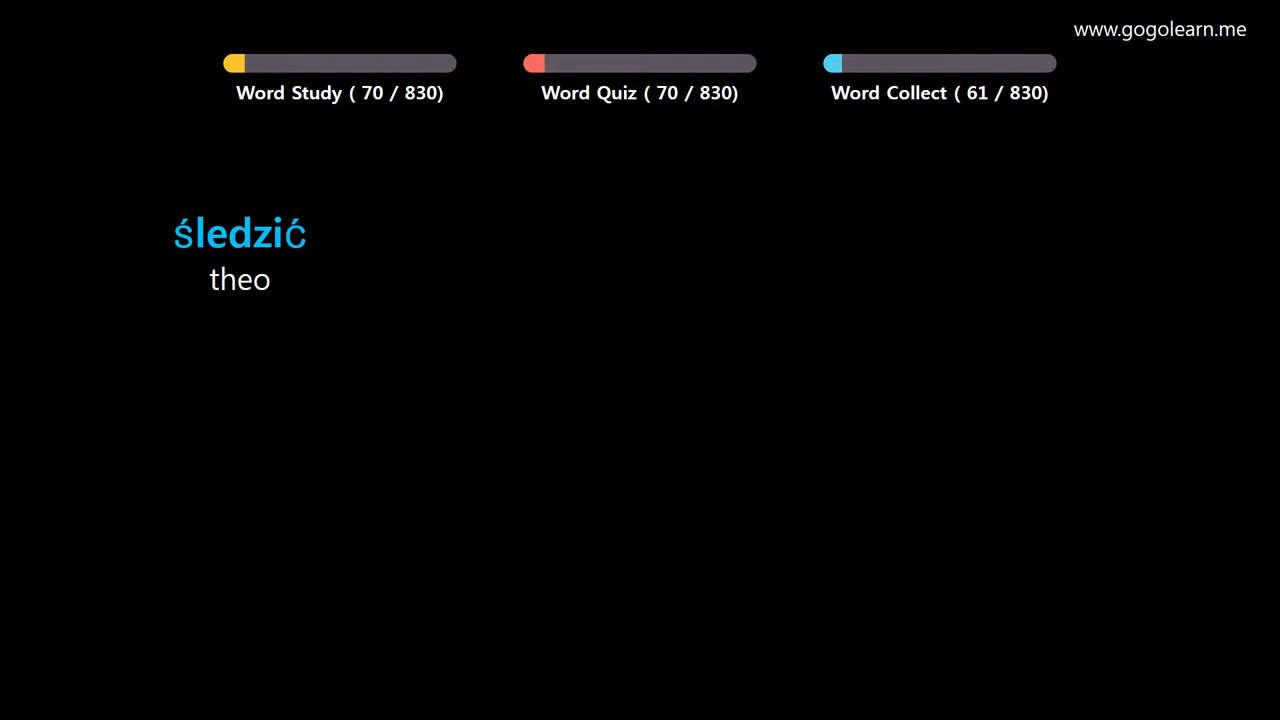 www.gogolearn.me
Word Study ( 70 / 830)
Word Quiz ( 70 / 830)
Word Collect ( 61 / 830)
śledzić
theo